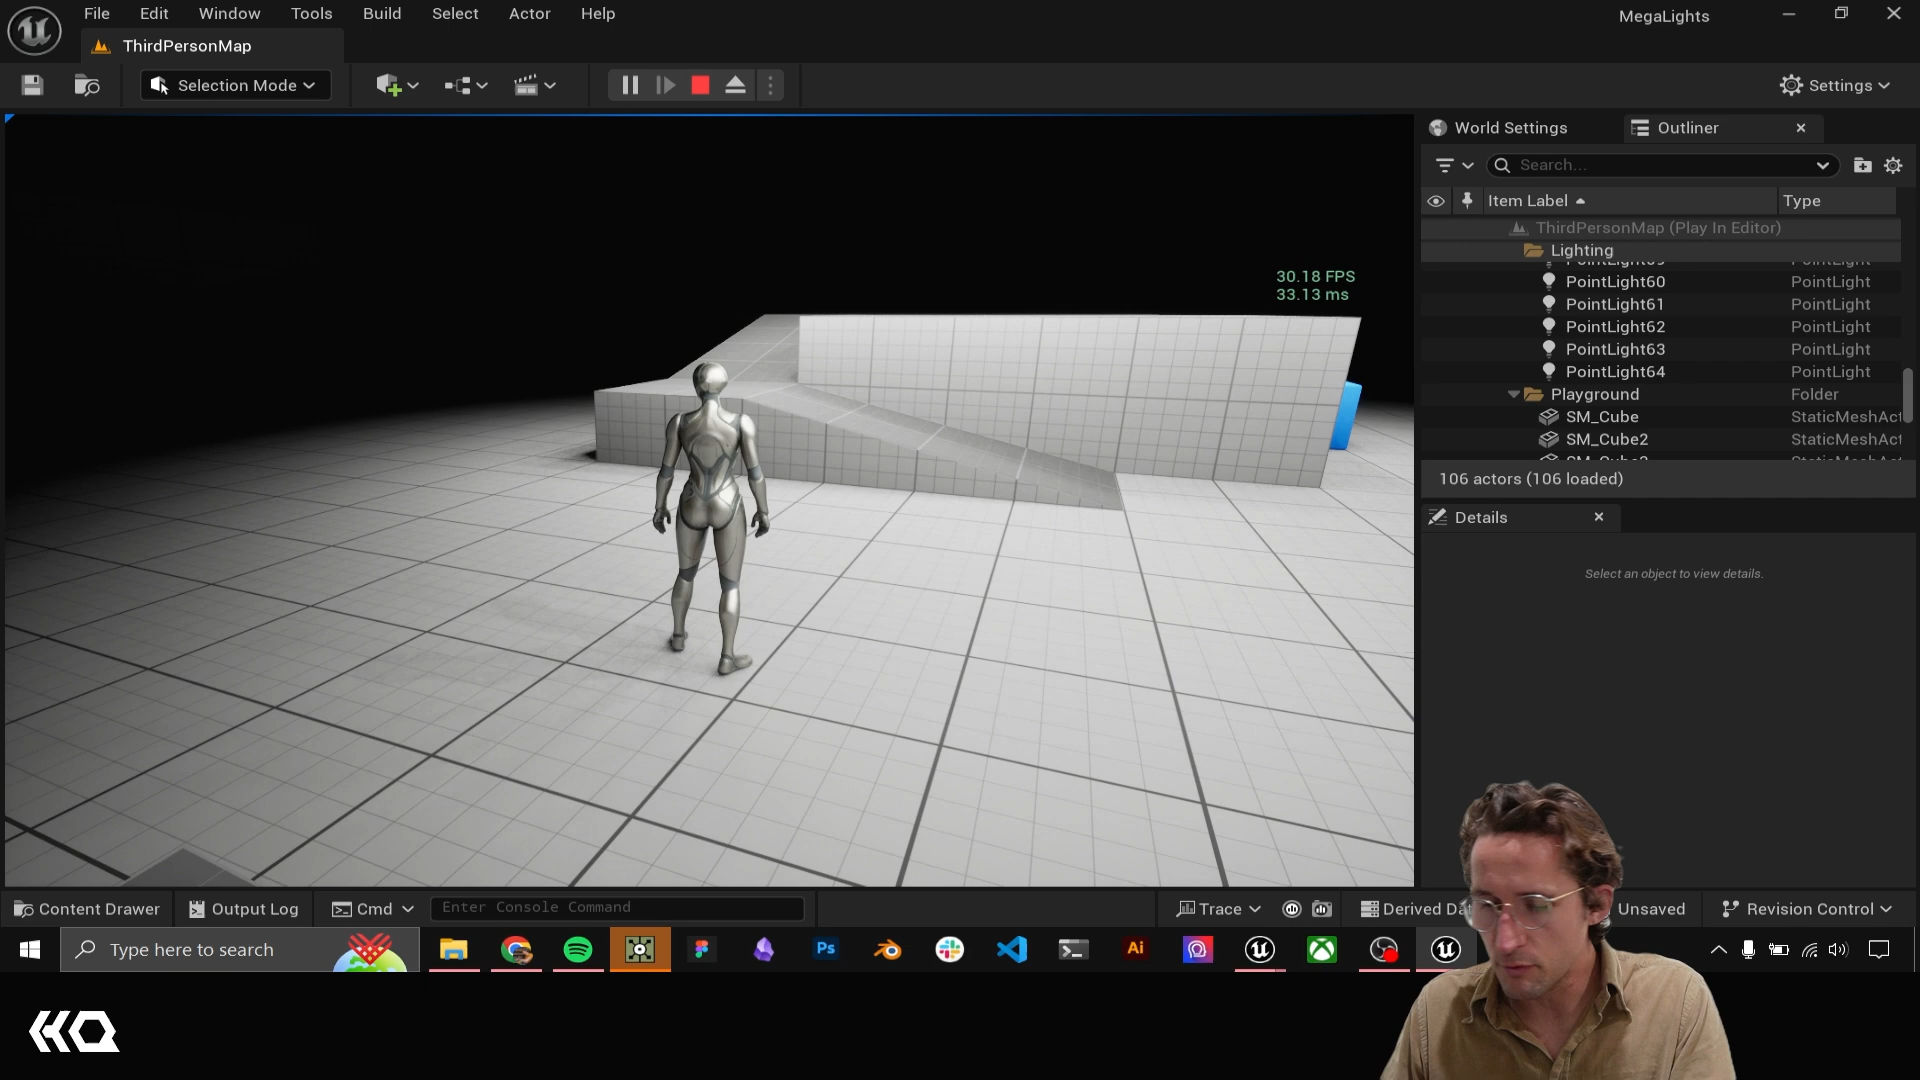 File Edit Window Tools Build Select Actor Help
MegaLights
ThirdPersonMap
Selection Mode
Settings
World Settings
Outliner
Search...
Item Label
Type
ThirdPersonMap (Play In Editor)
Lighting
PointLight60 PointLight
PointLight61 PointLight
PointLight62 PointLight
PointLight63 PointLight
PointLight64 PointLight
Playground Folder
SM_Cube StaticMeshAct
SM_Cube2 StaticMeshAct
106 actors (106 loaded)
Details
Select an object to view details.
30.18 FPS
33.13 ms
Content Drawer
Output Log
Cmd
Enter Console Command
Trace
Derived Da
Unsaved
Revision Control
Type here to search
Ps
Ai
HQ